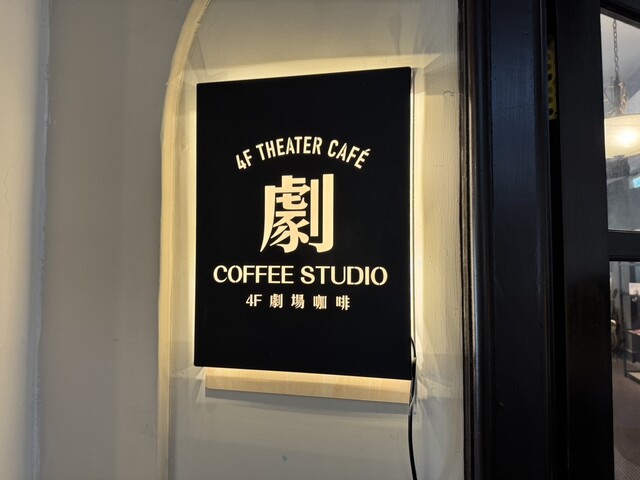 4F THEATER CAFÉ
劇
COFFEE STUDIO
4F 劇場咖啡